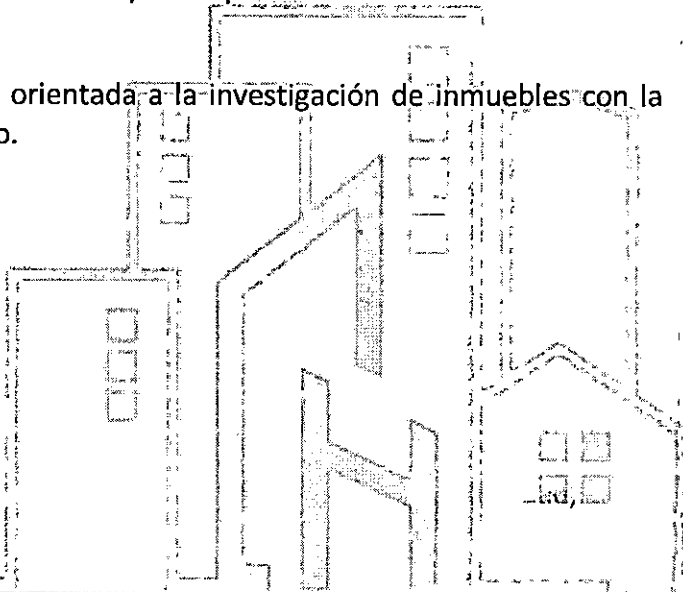 orientada a la investigación de inmuebles con la
o.